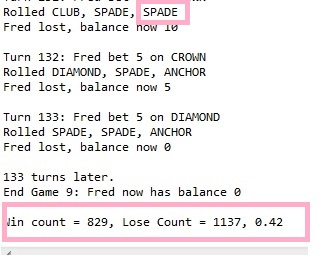 Rolled CLUB, SPADE, SPADE
Fred lost, balance now 10
Turn 132: Fred bet 5 on CROWN
Rolled DIAMOND, SPADE, ANCHOR
Fred lost, balance now 5
Turn 133: Fred bet 5 on DIAMOND
Rolled SPADE, SPADE, ANCHOR
Fred lost, balance now 0
133 turns later.
End Game 9: Fred now has balance 0
Win count = 829, Lose Count = 1137, 0.42